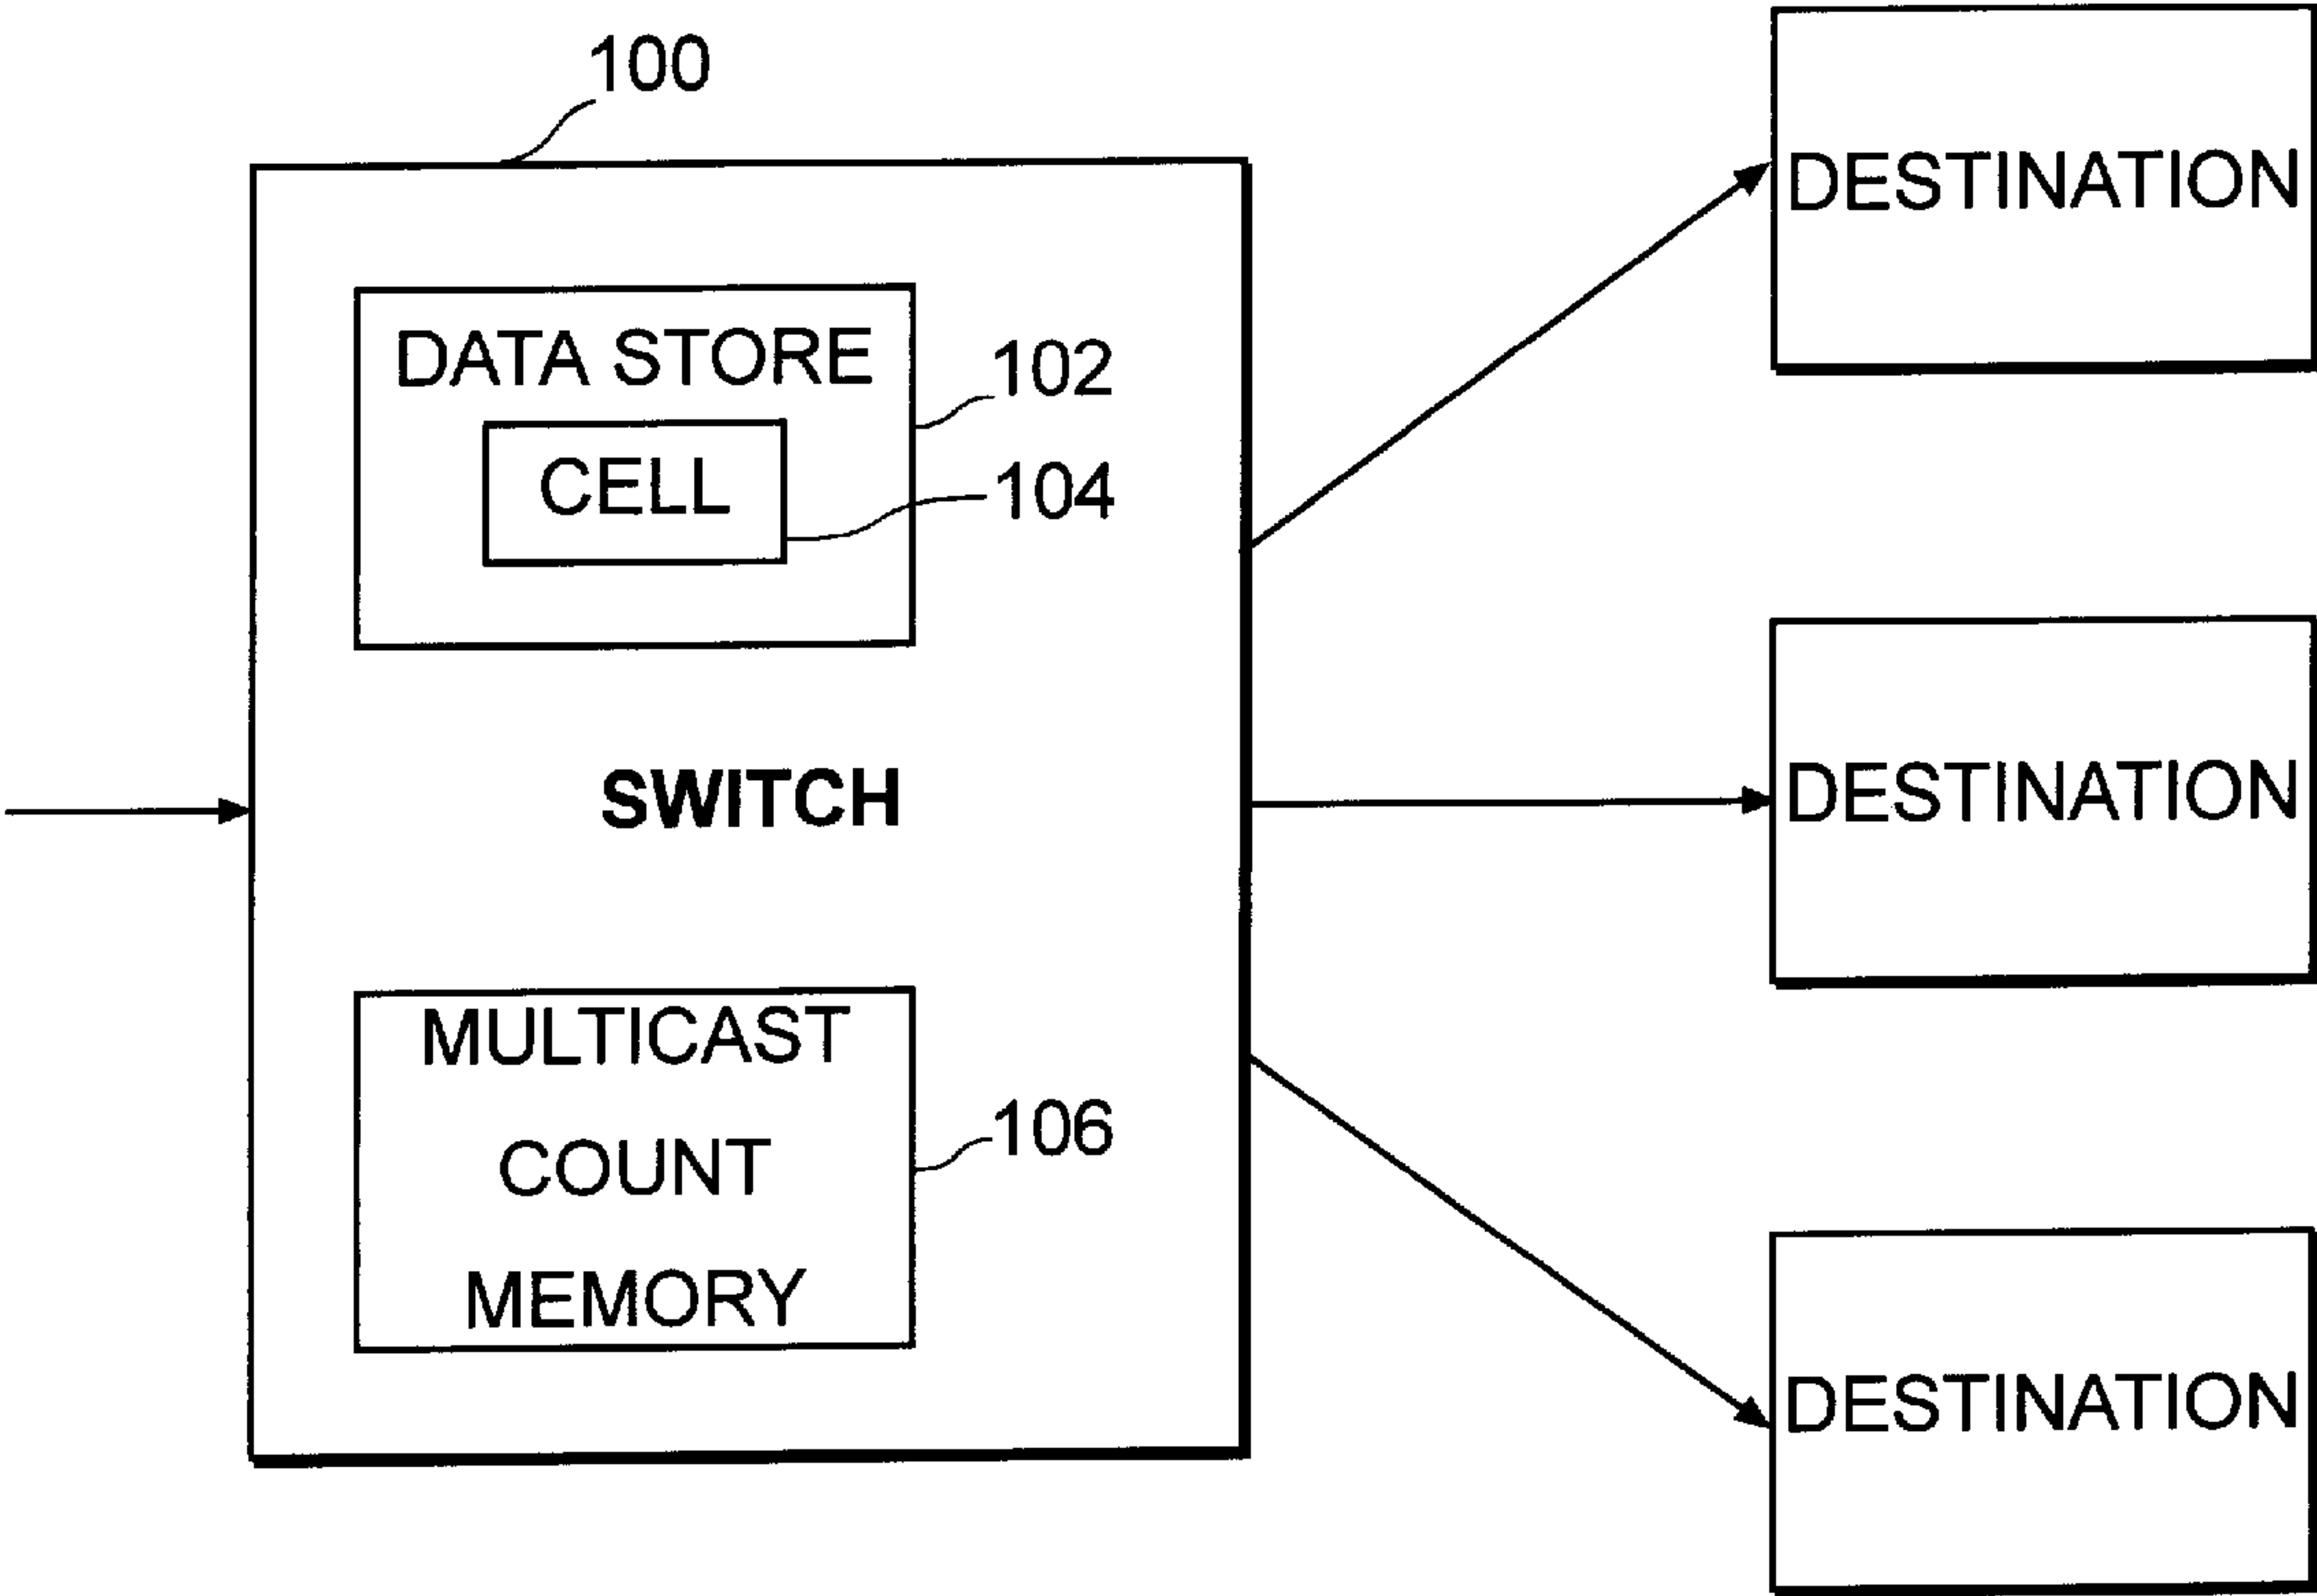 100
DATA STORE
102
CELL
104
SWITCH
MULTICAST
COUNT
MEMORY
106
DESTINATION
DESTINATION
DESTINATION